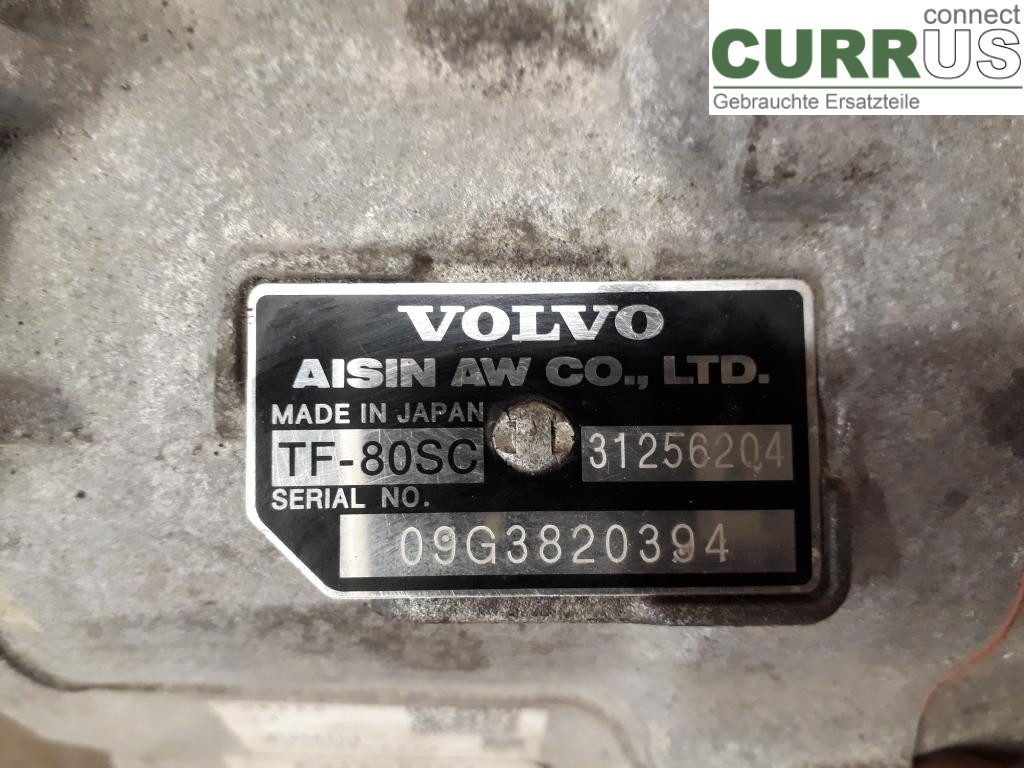 connect
CURRUS
Gebrauchte Ersatzteile
VOLVO
AISIN AW CO., LTD.
MADE IN JAPAN
TF-80SC 31256204
SERIAL NO.
09G3820394